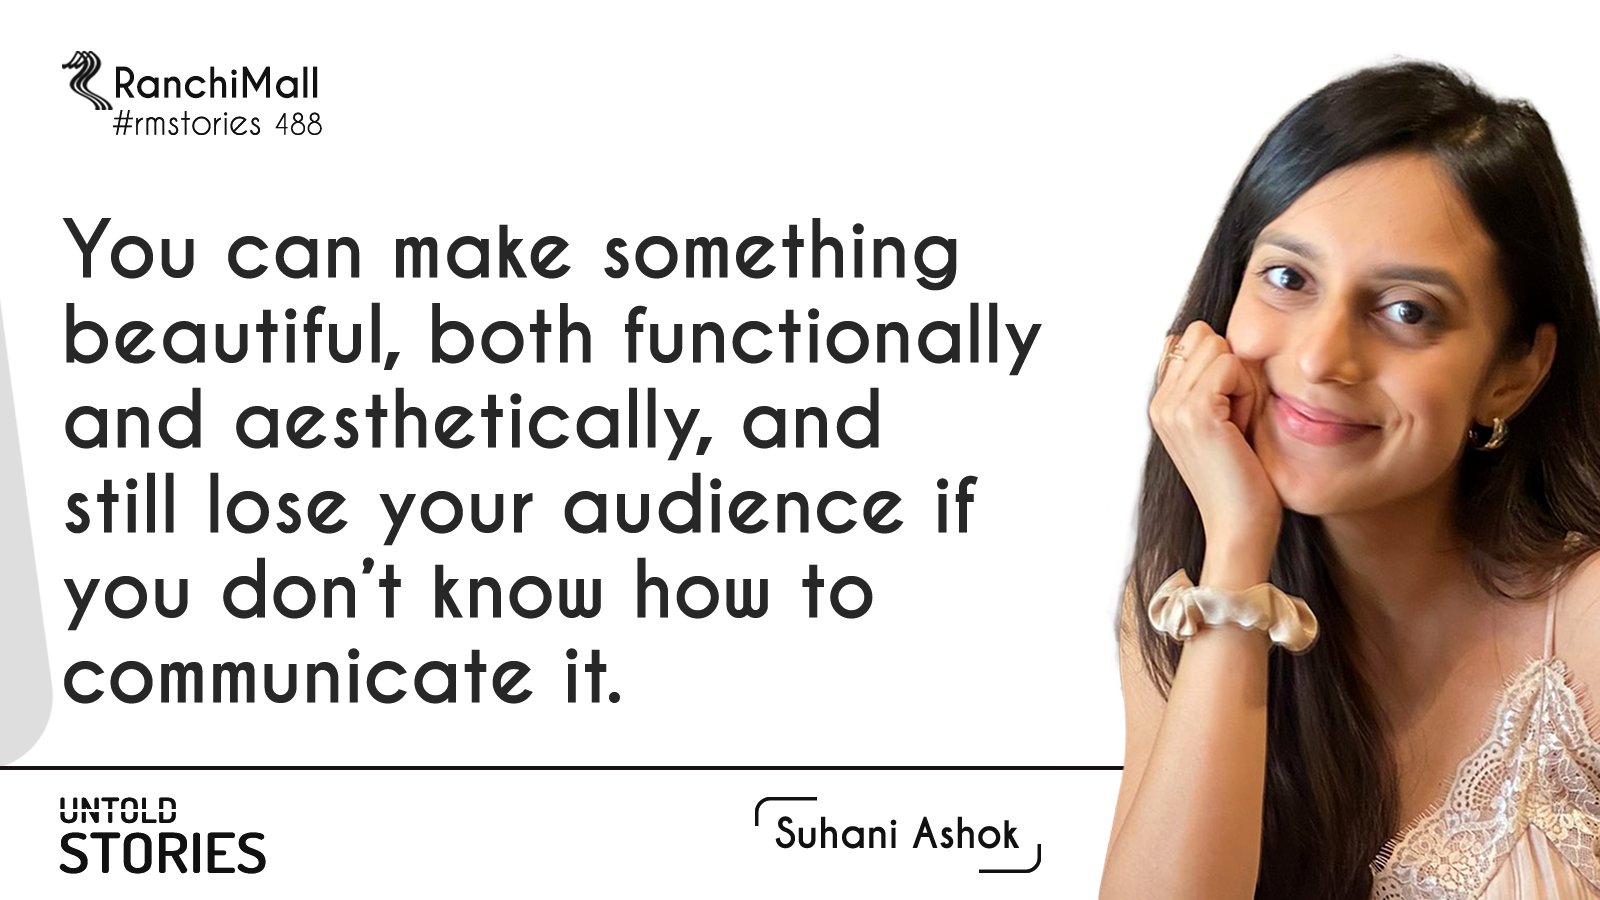 RanchiMall
#rmstories 488
You can make something
beautiful, both functionally
and aesthetically, and
still lose your audience if
you don’t know how to
communicate it.
UNTOLD
STORIES
Suhani Ashok